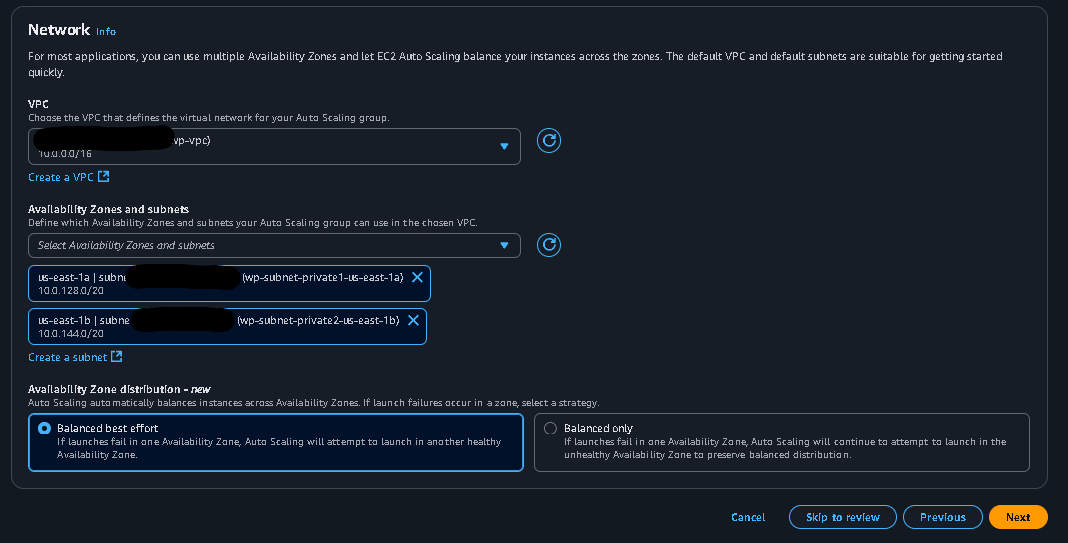 Network Info
For most applications, you can use multiple Availability Zones and let EC2 Auto Scaling balance your instances across the zones. The default VPC and default subnets are suitable for getting started
quickly.
VPC
Choose the VPC that defines the virtual network for your Auto Scaling group.
wp-vpc)
10.0.0.0/16
Create a VPC
Availability Zones and subnets
Define which Availability Zones and subnets your Auto Scaling group can use in the chosen VPC.
Select Availability Zones and subnets
us-east-1a | subne (wp-subnet-private1-us-east-1a)
10.0.128.0/20
us-east-1b | subne (wp-subnet-private2-us-east-1b)
10.0.144.0/20
Create a subnet
Availability Zone distribution - new
Auto Scaling automatically balances instances across Availability Zones. If launch failures occur in a zone, select a strategy.
Balanced best effort
If launches fail in one Availability Zone, Auto Scaling will attempt to launch in another healthy
Availability Zone.
Balanced only
If launches fail in one Availability Zone, Auto Scaling will continue to attempt to launch in the
unhealthy Availability Zone to preserve balanced distribution.
Cancel
Skip to review
Previous
Next